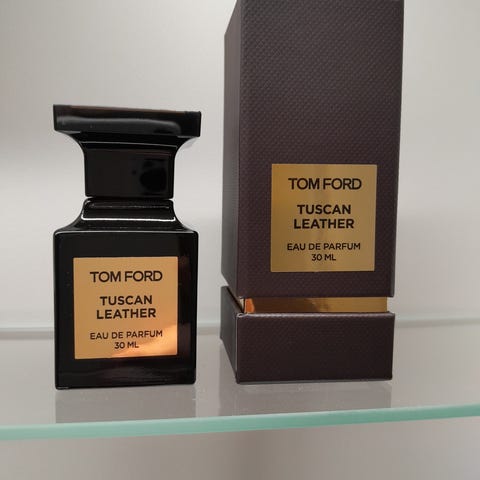 TOM FORD
TUSCAN
LEATHER
EAU DE PARFUM
30 ML
TOM FORD
TUSCAN
LEATHER
EAU DE PARFUM
30 ML